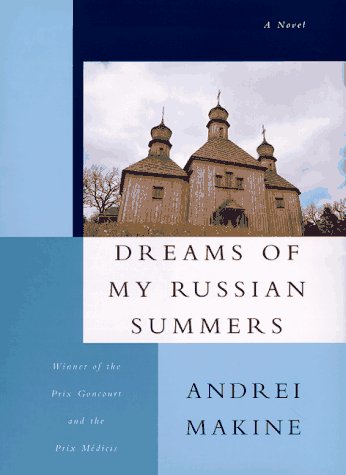 A Novel
DREAMS OF
MY RUSSIAN
SUMMERS
Winner of the
Prix Goncourt
and the
Prix Médicis
ANDREI
MAKINE